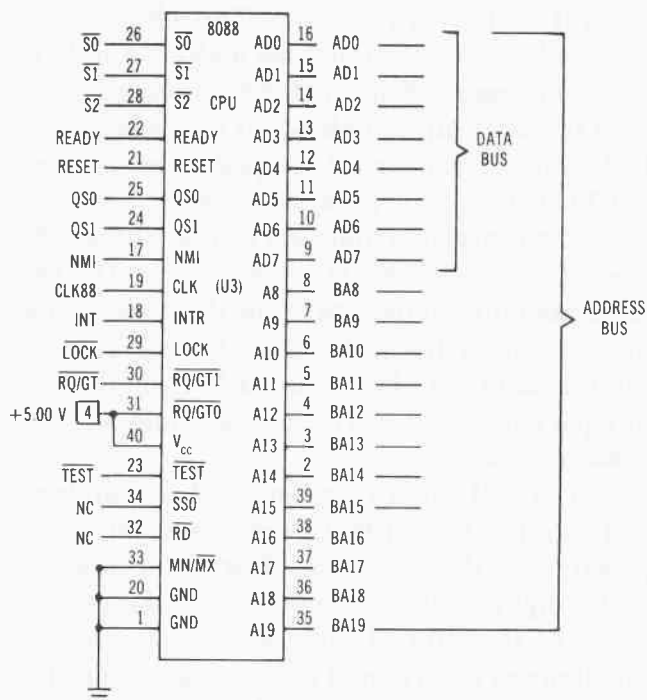 8088
S0 26 S0 AD0 16 AD0
S1 27 S1 AD1 15 AD1
S2 28 S2 CPU AD2 14 AD2
READY 22 READY AD3 13 AD3
RESET 21 RESET AD4 12 AD4
QS0 25 QS0 AD5 11 AD5
QS1 24 QS1 AD6 10 AD6
NMI 17 NMI AD7 9 AD7
CLK88 19 CLK (U3) A8 8 BA8
INT 18 INTR A9 7 BA9
LOCK 29 LOCK A10 6 BA10
RQ/GT 30 RQ/GT1 A11 5 BA11
+5.00 V 4 31 RQ/GT0 A12 4 BA12
40 Vcc A13 3 BA13
TEST 23 TEST A14 2 BA14
NC 34 SS0 A15 39 BA15
NC 32 RD A16 38 BA16
33 MN/MX A17 37 BA17
20 GND A18 36 BA18
1 GND A19 35 BA19
DATA
BUS
ADDRESS
BUS